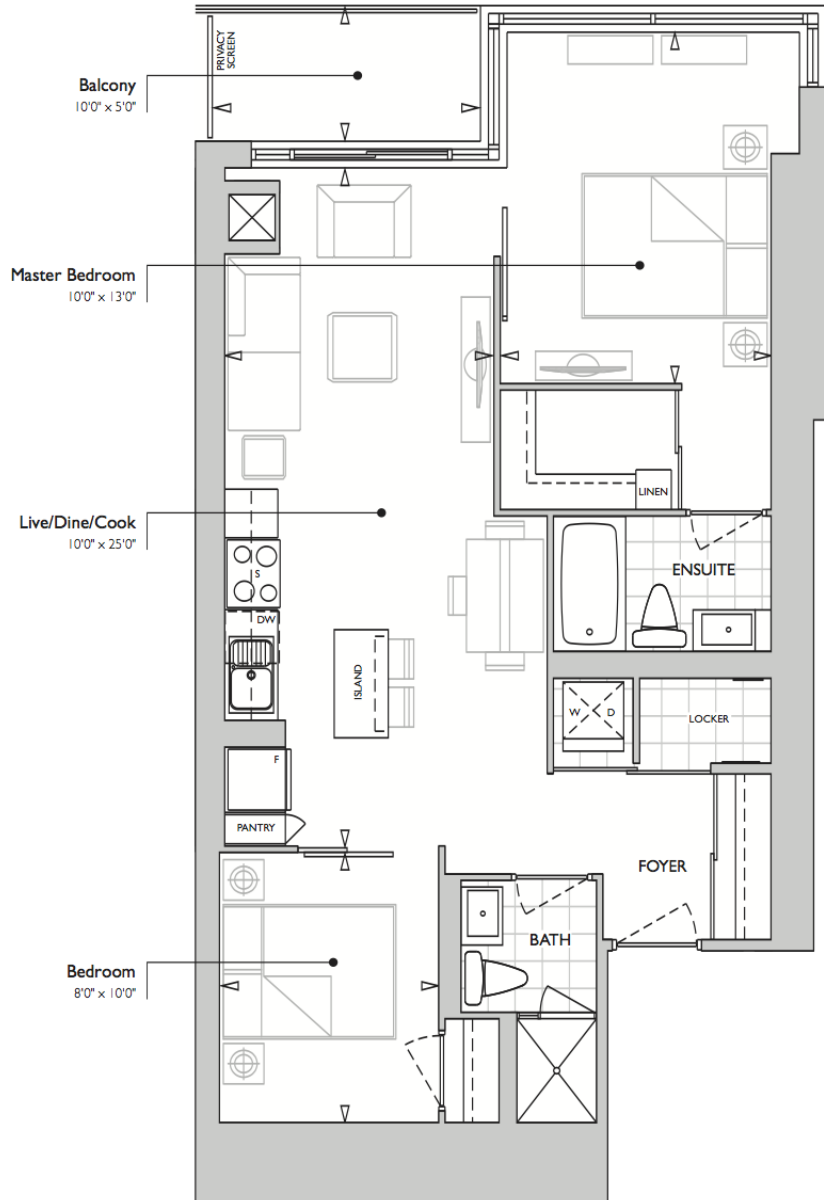 PRIVACY
SCREEN
Balcony
10'0" x 5'0"
Master Bedroom
10'0" x 13'0"
LINEN
Live/Dine/Cook
10'0" x 25'0"
S
ENSUITE
DW
ISLAND
W D
LOCKER
F
PANTRY
FOYER
BATH
Bedroom
8'0" x 10'0"